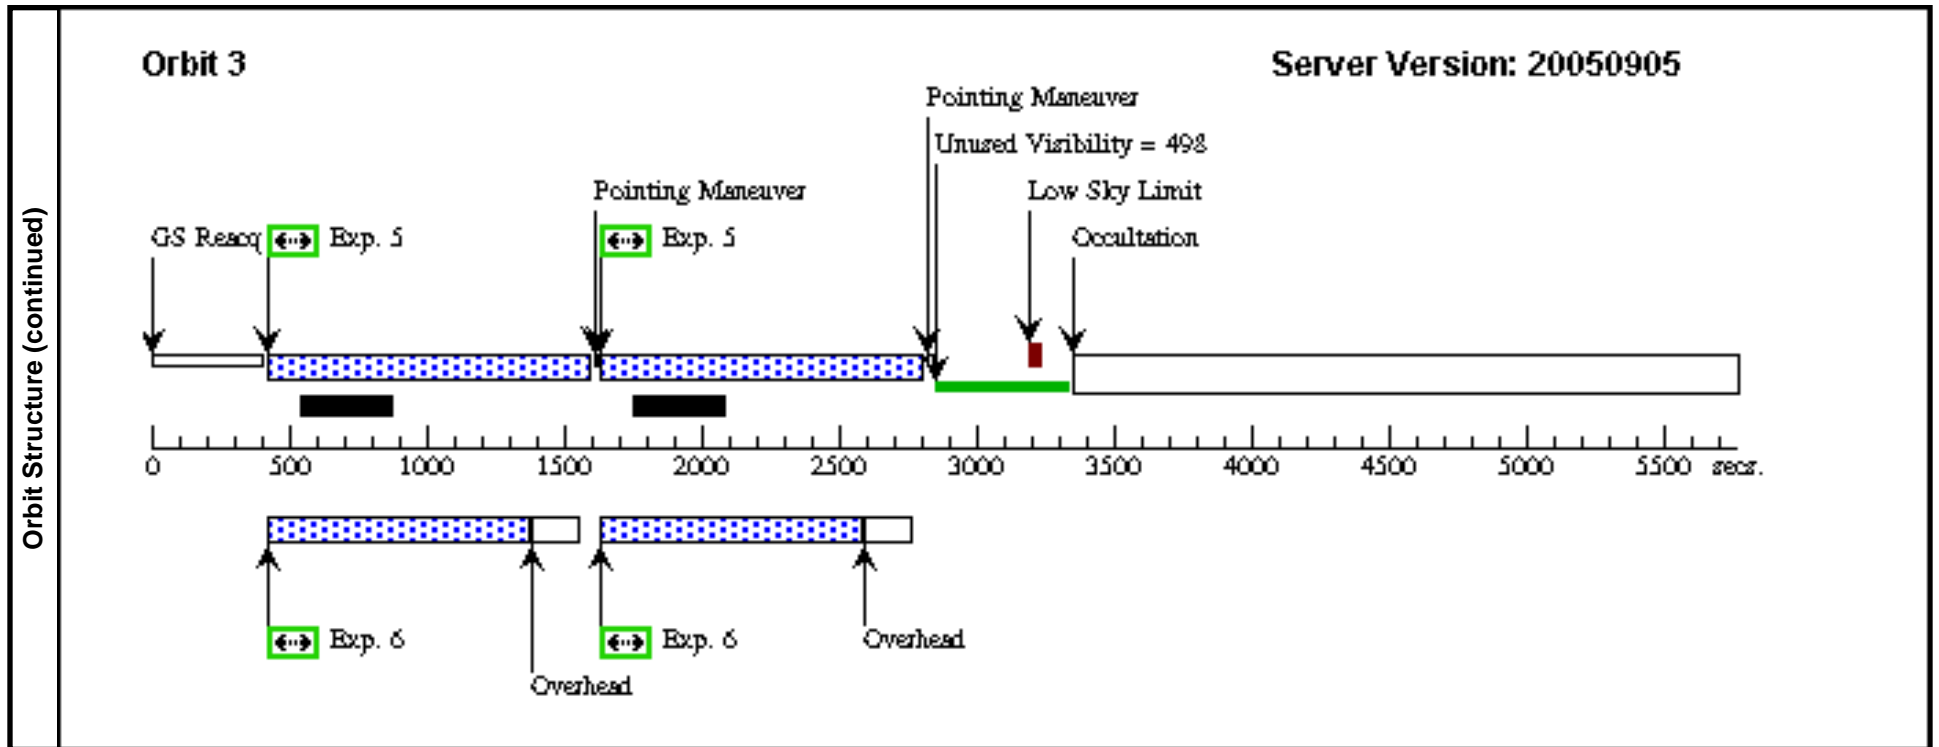 Orbit Structure (continued)
Orbit 3 Server Version: 20050905
Pointing Maneuver
Unused Visibility = 498
Pointing Maneuver Low Sky Limit
GS Reacq Exp. 5 Exp. 5 Occultation
0 500 1000 1500 2000 2500 3000 3500 4000 4500 5000 5500 secs.
Exp. 6 Exp. 6 Overhead
Overhead